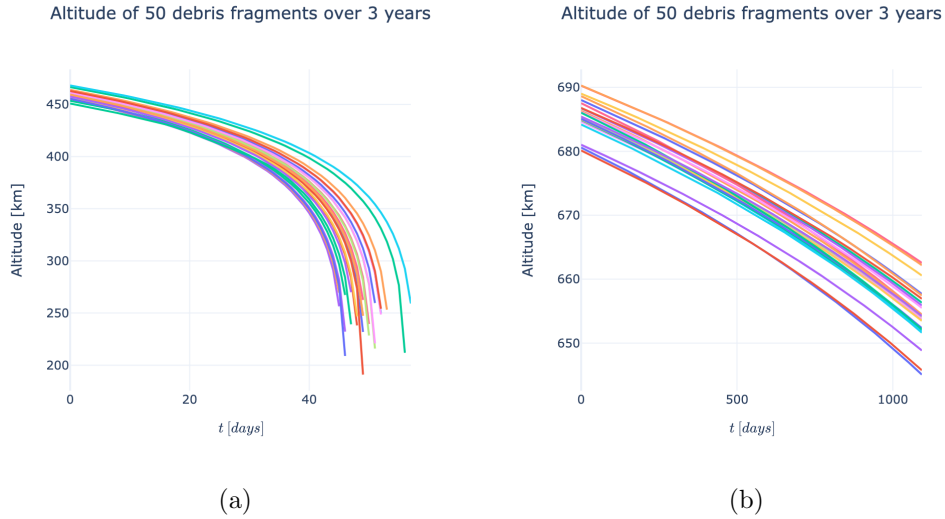 Altitude of 50 debris fragments over 3 years
450
400
350
300
250
200
Altitude [km]
0
20
40
t [days]
(a)
Altitude of 50 debris fragments over 3 years
690
680
670
660
650
Altitude [km]
0
500
1000
t [days]
(b)